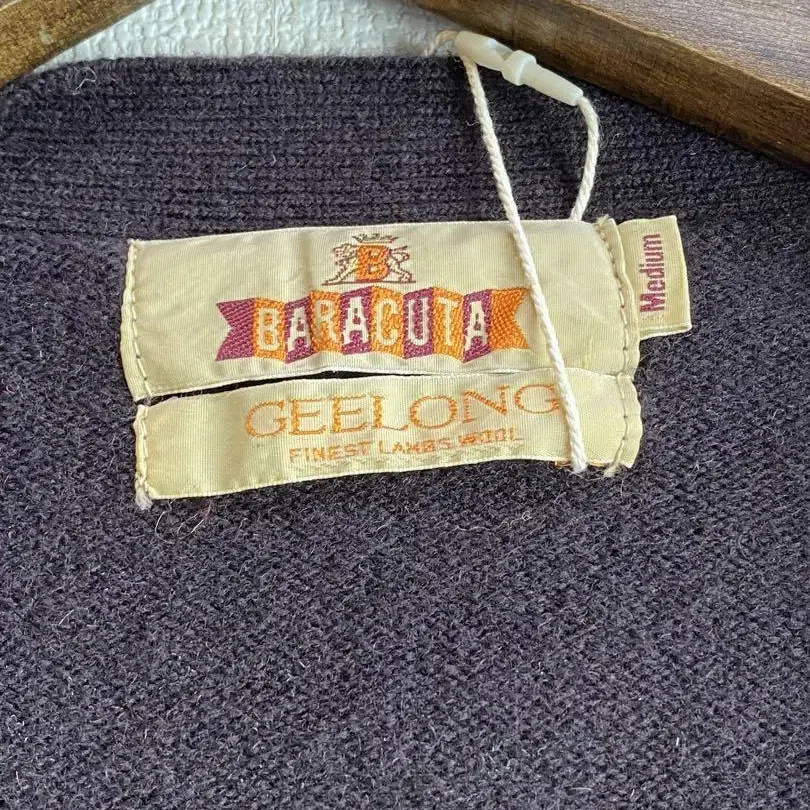 B
BARACUTA
Medium
GEELONG
FINEST LAMBS WOOL